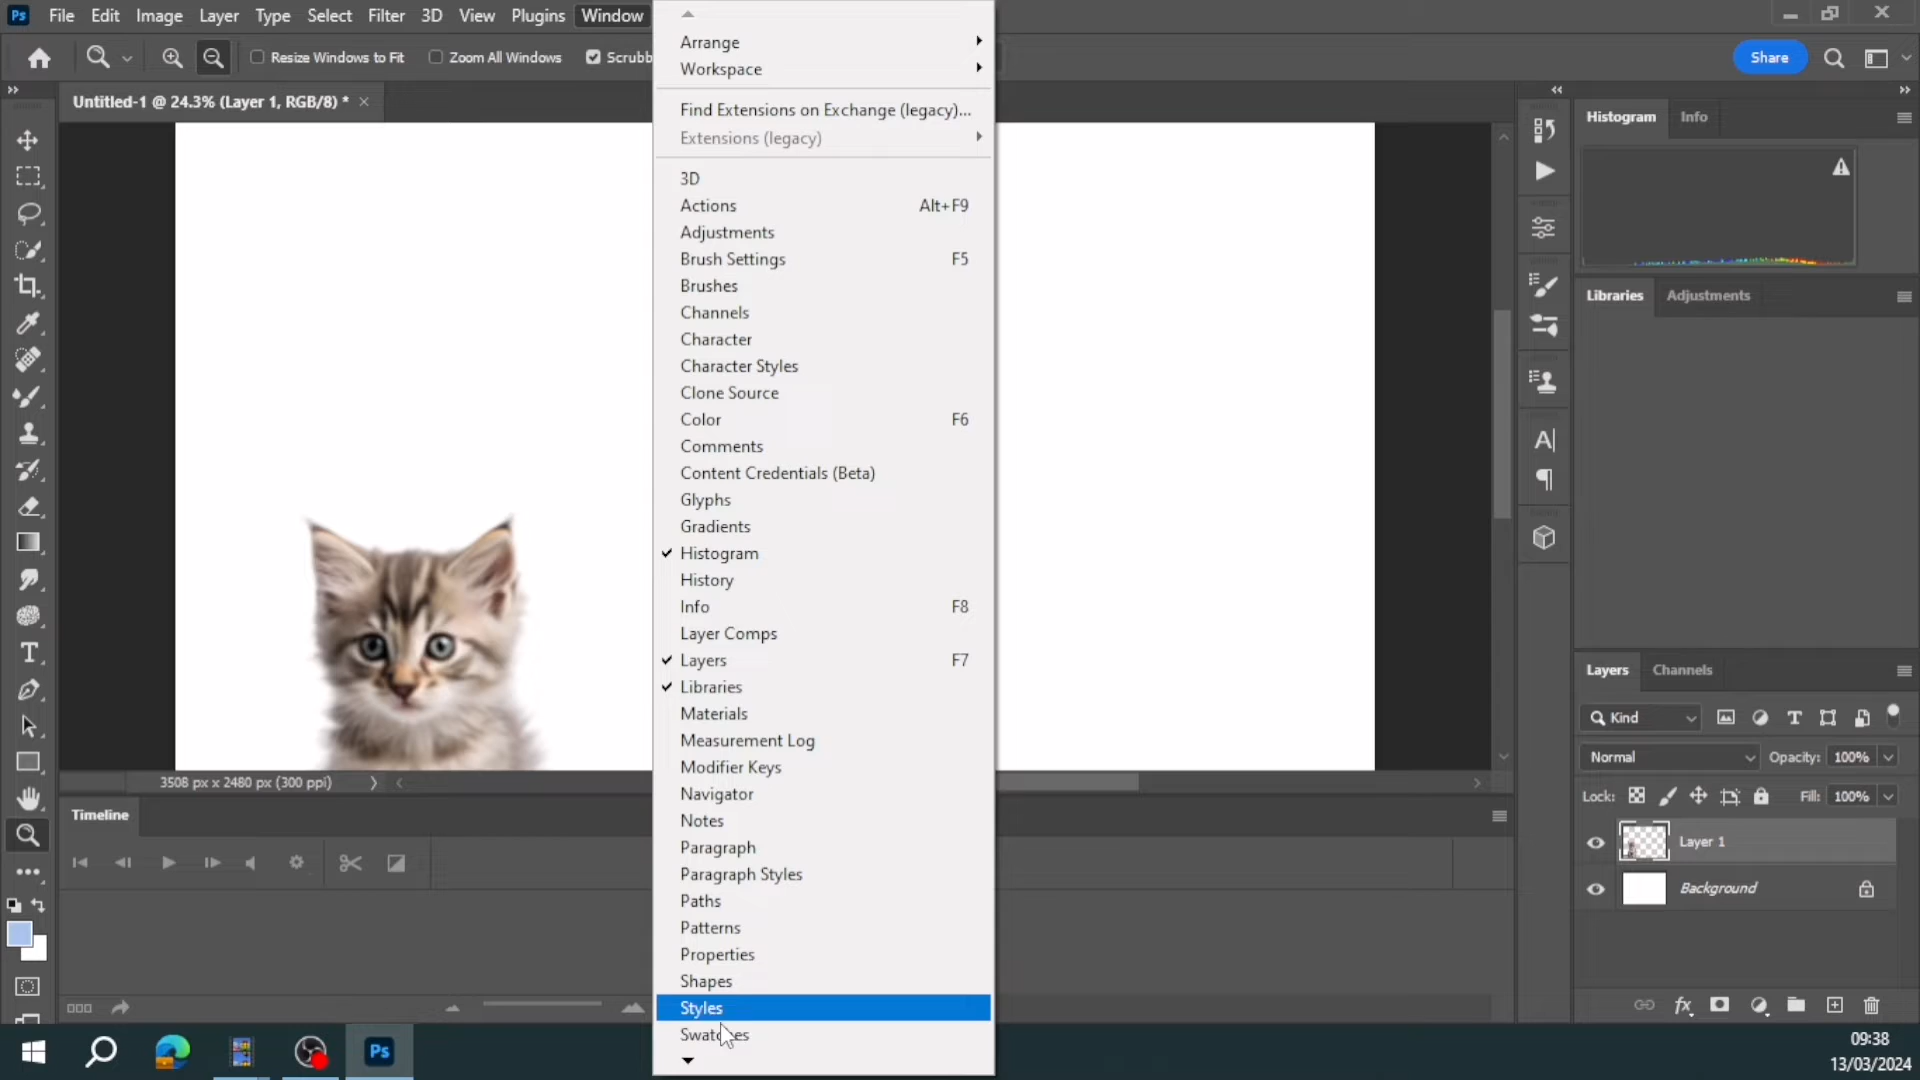 Ps File Edit Image Layer Type Select Filter 3D View Plugins Window
Resize Windows to Fit Zoom All Windows Scrubb Share
Untitled-1 @ 24.3% (Layer 1, RGB/8) * ×
Arrange
Workspace
Find Extensions on Exchange (legacy)...
Extensions (legacy)
3D
Actions Alt+F9
Adjustments
Brush Settings F5
Brushes
Channels
Character
Character Styles
Clone Source
Color F6
Comments
Content Credentials (Beta)
Glyphs
Gradients
Histogram
History
Info F8
Layer Comps
Layers F7
Libraries
Materials
Measurement Log
Modifier Keys
Navigator
Notes
Paragraph
Paragraph Styles
Paths
Patterns
Properties
Shapes
Styles
Swatches
3508 px x 2480 px (300 ppi)
Timeline
Histogram Info
Libraries Adjustments
Layers Channels
Kind
Normal Opacity: 100%
Lock: Fill: 100%
Layer 1
Background
Ps
09:38
13/03/2024